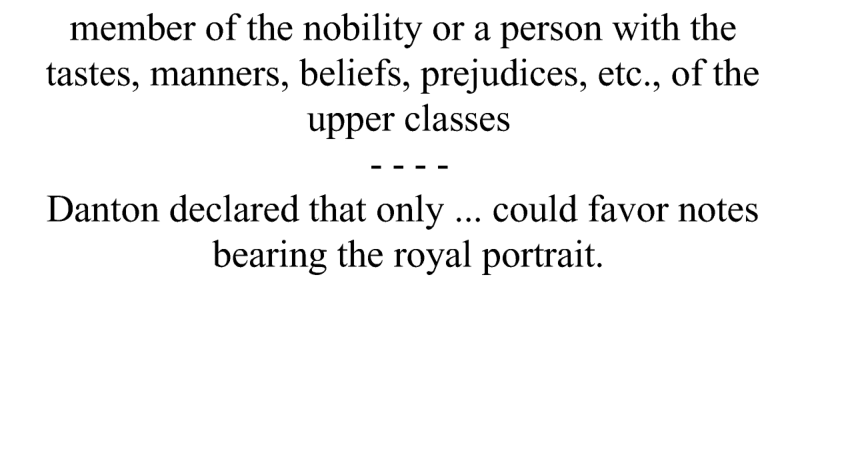 member of the nobility or a person with the
tastes, manners, beliefs, prejudices, etc., of the
upper classes
- - - -
Danton declared that only ... could favor notes
bearing the royal portrait.